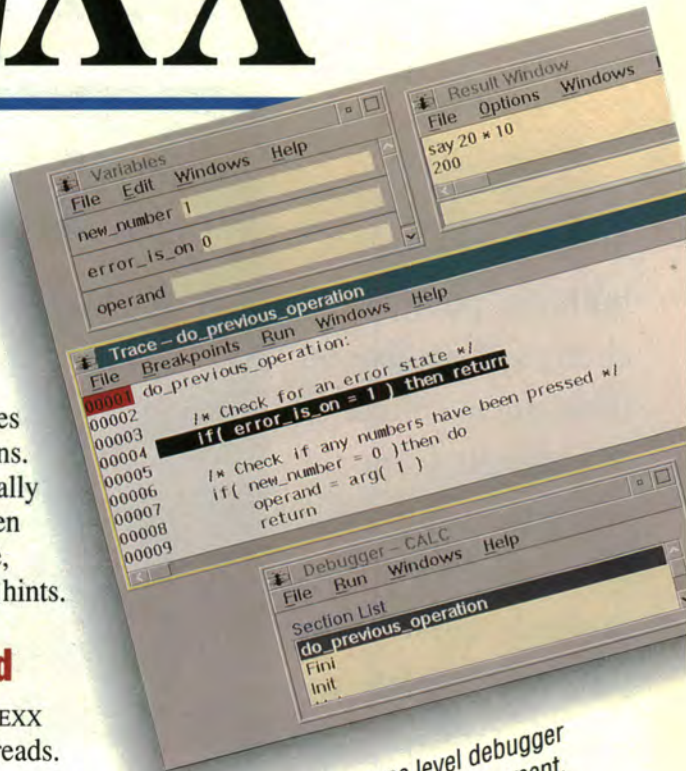 XX
es
ns.
ally
en
e,
hints.
d
EXX
reads.
Variables
File Edit Windows Help
new_number 1
error_is_on 0
operand
Result Window
File Options Windows
say 20 * 10
200
Trace – do_previous_operation
File Breakpoints Run Windows Help
00001 do_previous_operation:
00002
00003 /* Check for an error state */
00004 if( error_is_on = 1 ) then return
00005
00006 /* Check if any numbers have been pressed */
00007 if( new_number = 0 )then do
00008 operand = arg( 1 )
00009 return
Debugger – CALC
File Run Windows Help
Section List
do_previous_operation
Fini
Init
level debugger